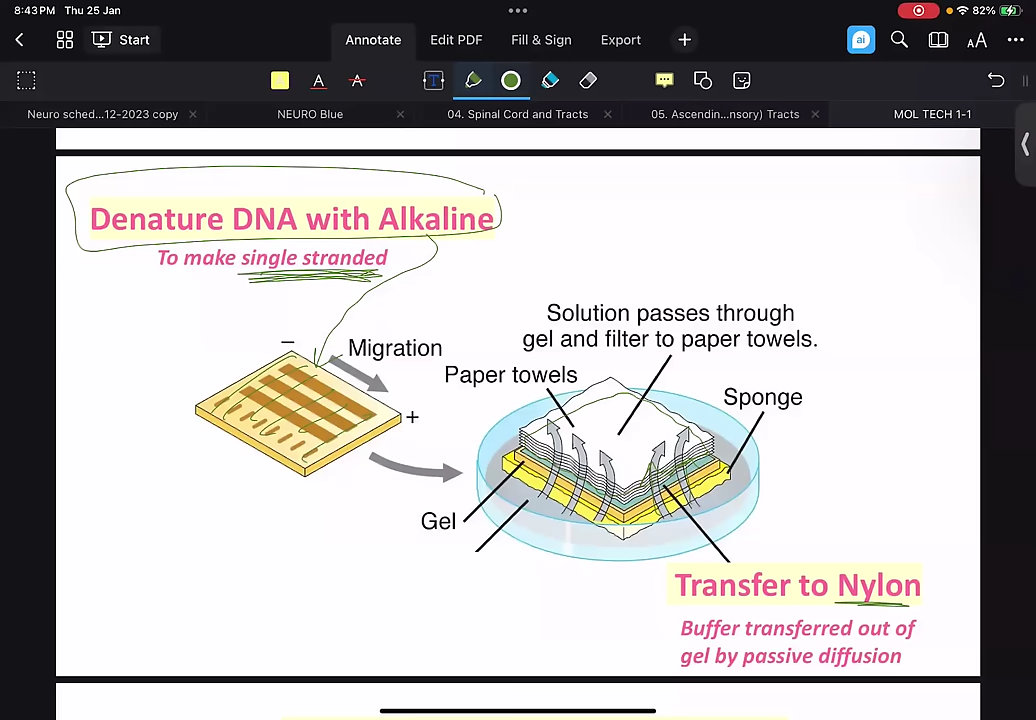 8:43 PM Thu 25 Jan
82%
Start
Annotate
Edit PDF
Fill & Sign
Export
ai
AA
T
A
A
Neuro sched...12-2023 copy
NEURO Blue
04. Spinal Cord and Tracts
05. Ascendin...nsory) Tracts
MOL TECH 1-1
Denature DNA with Alkaline
To make single stranded
Solution passes through
gel and filter to paper towels.
−
Migration
Paper towels
Sponge
+
Gel
Transfer to Nylon
Buffer transferred out of
gel by passive diffusion